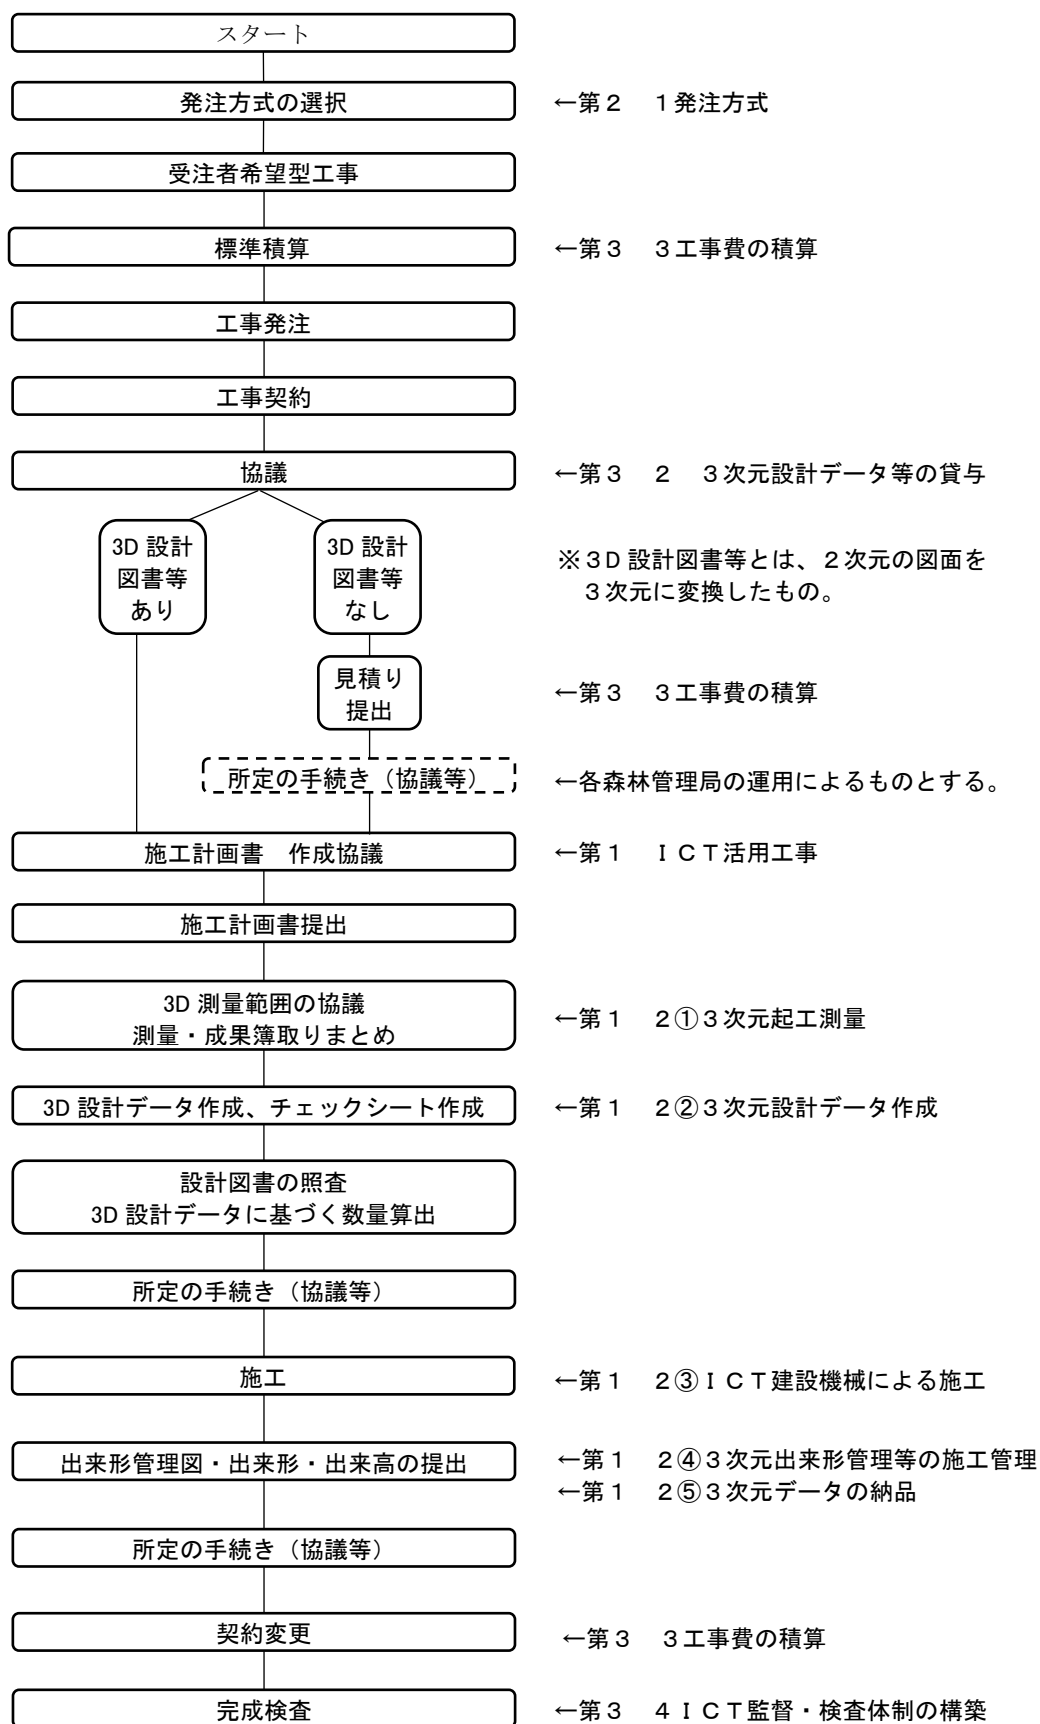 スタート
発注方式の選択
←第２　１発注方式
受注者希望型工事
標準積算
←第３　３工事費の積算
工事発注
工事契約
協議
←第３　２　３次元設計データ等の貸与
3D 設計
図書等
あり
3D 設計
図書等
なし
※３D 設計図書等とは、２次元の図面を
３次元に変換したもの。
見積り
提出
←第３　３工事費の積算
所定の手続き（協議等）
←各森林管理局の運用によるものとする。
施工計画書　作成協議
←第１　ＩＣＴ活用工事
施工計画書提出
3D 測量範囲の協議
測量・成果簿取りまとめ
←第１　２①３次元起工測量
3D 設計データ作成、チェックシート作成
←第１　２②３次元設計データ作成
設計図書の照査
3D 設計データに基づく数量算出
所定の手続き（協議等）
施工
←第１　２③ＩＣＴ建設機械による施工
出来形管理図・出来形・出来高の提出
←第１　２④３次元出来形管理等の施工管理
←第１　２⑤３次元データの納品
所定の手続き（協議等）
契約変更
←第３　３工事費の積算
完成検査
←第３　４ＩＣＴ監督・検査体制の構築